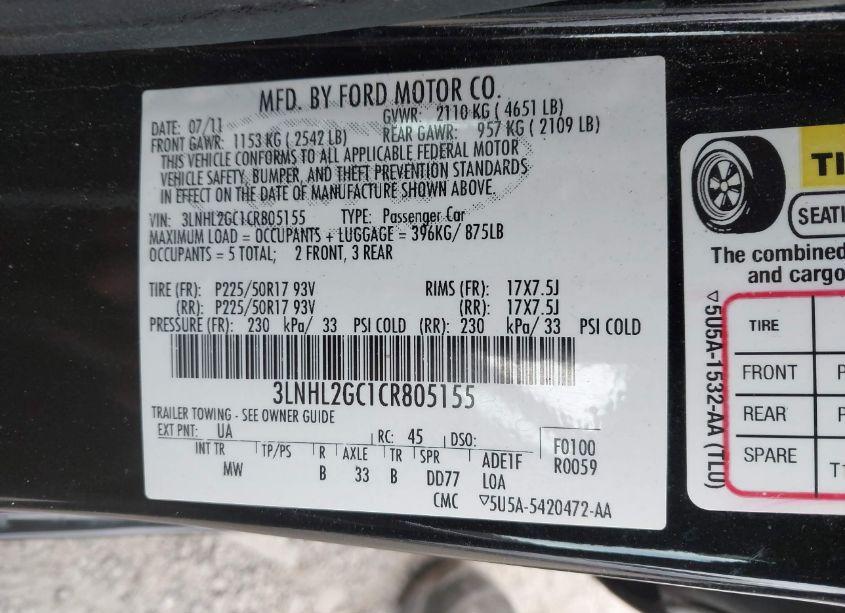 MFD. BY FORD MOTOR CO.
DATE: 07/11 GVWR: 2110 KG ( 4651 LB)
FRONT GAWR: 1153 KG ( 2542 LB) REAR GAWR: 957 KG ( 2109 LB)
THIS VEHICLE CONFORMS TO ALL APPLICABLE FEDERAL MOTOR
VEHICLE SAFETY, BUMPER, AND THEFT PREVENTION STANDARDS
IN EFFECT ON THE DATE OF MANUFACTURE SHOWN ABOVE.
VIN: 3LNHL2GC1CR805155 TYPE: Passenger Car
MAXIMUM LOAD = OCCUPANTS + LUGGAGE = 396KG/ 875LB
OCCUPANTS = 5 TOTAL; 2 FRONT, 3 REAR
TIRE (FR): P225/50R17 93V RIMS (FR): 17X7.5J
(RR): P225/50R17 93V (RR): 17X7.5J
PRESSURE (FR): 230 kPa/ 33 PSI COLD (RR): 230 kPa/ 33 PSI COLD
3LNHL2GC1CR805155
TRAILER TOWING - SEE OWNER GUIDE
EXT PNT: UA RC: 45 DSO: F0100
INT TR TP/PS R AXLE TR SPR ADE1F R0059
MW B 33 B DD77 LOA
CMC ▽5U5A-5420472-AA
TI
SEATI
The combined
and cargo
▽5U5A-1532-AA (TLU)
TIRE
FRONT P
REAR P
SPARE T1